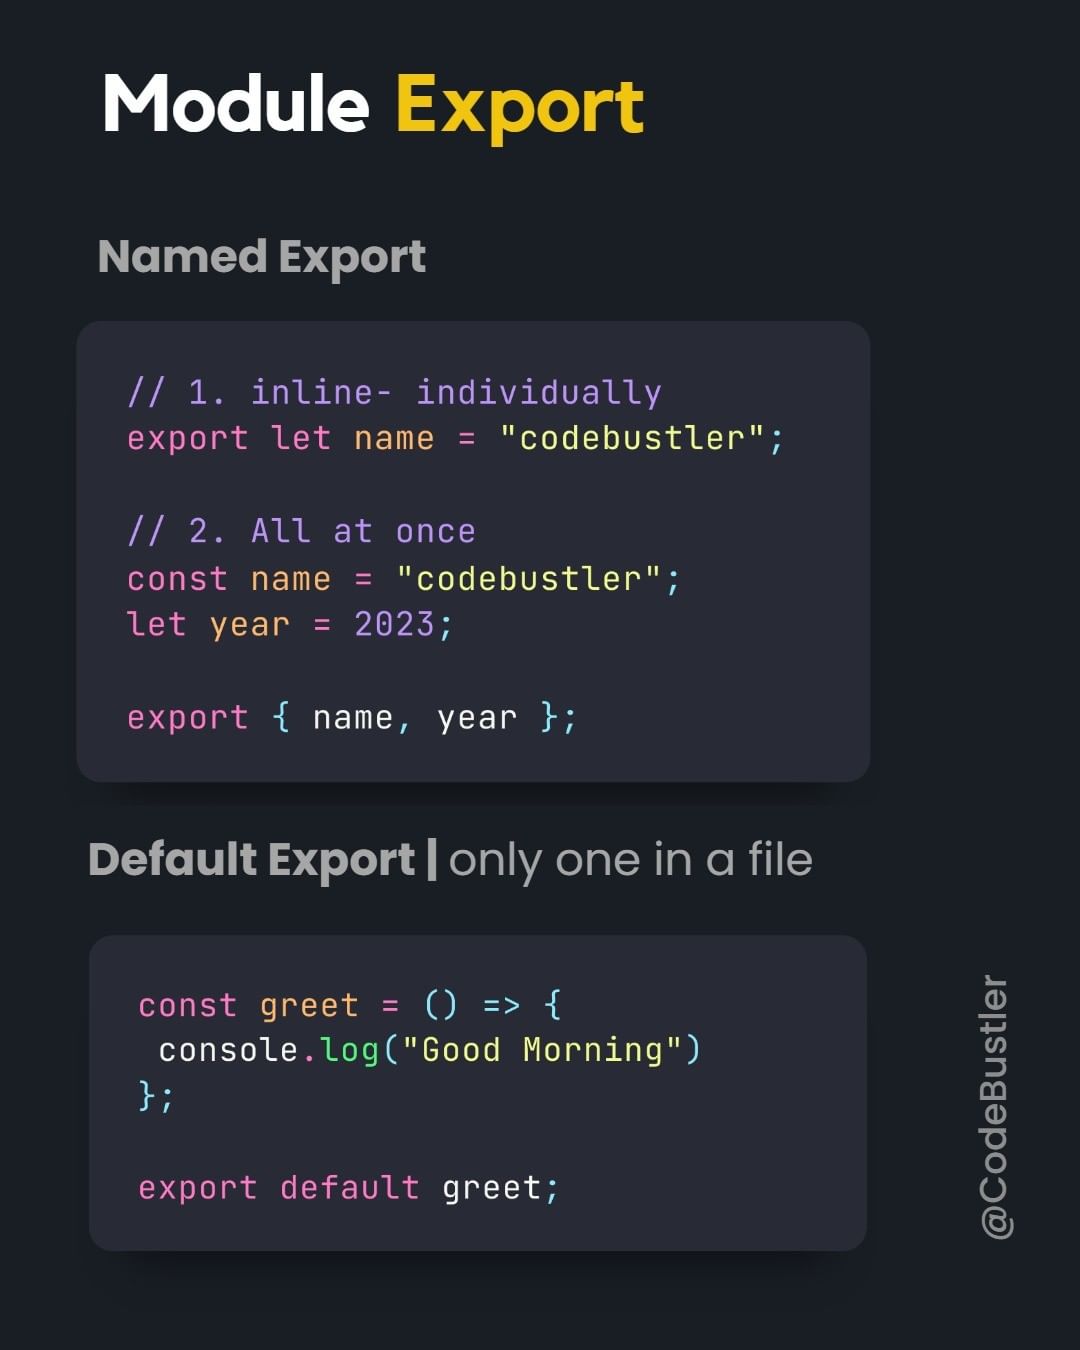 Module Export
Named Export
// 1. inline- individually
export let name = "codebustler";
// 2. All at once
const name = "codebustler";
let year = 2023;
export { name, year };
Default Export | only one in a file
const greet = () => {
 console.log("Good Morning")
};
export default greet;
@CodeBustler